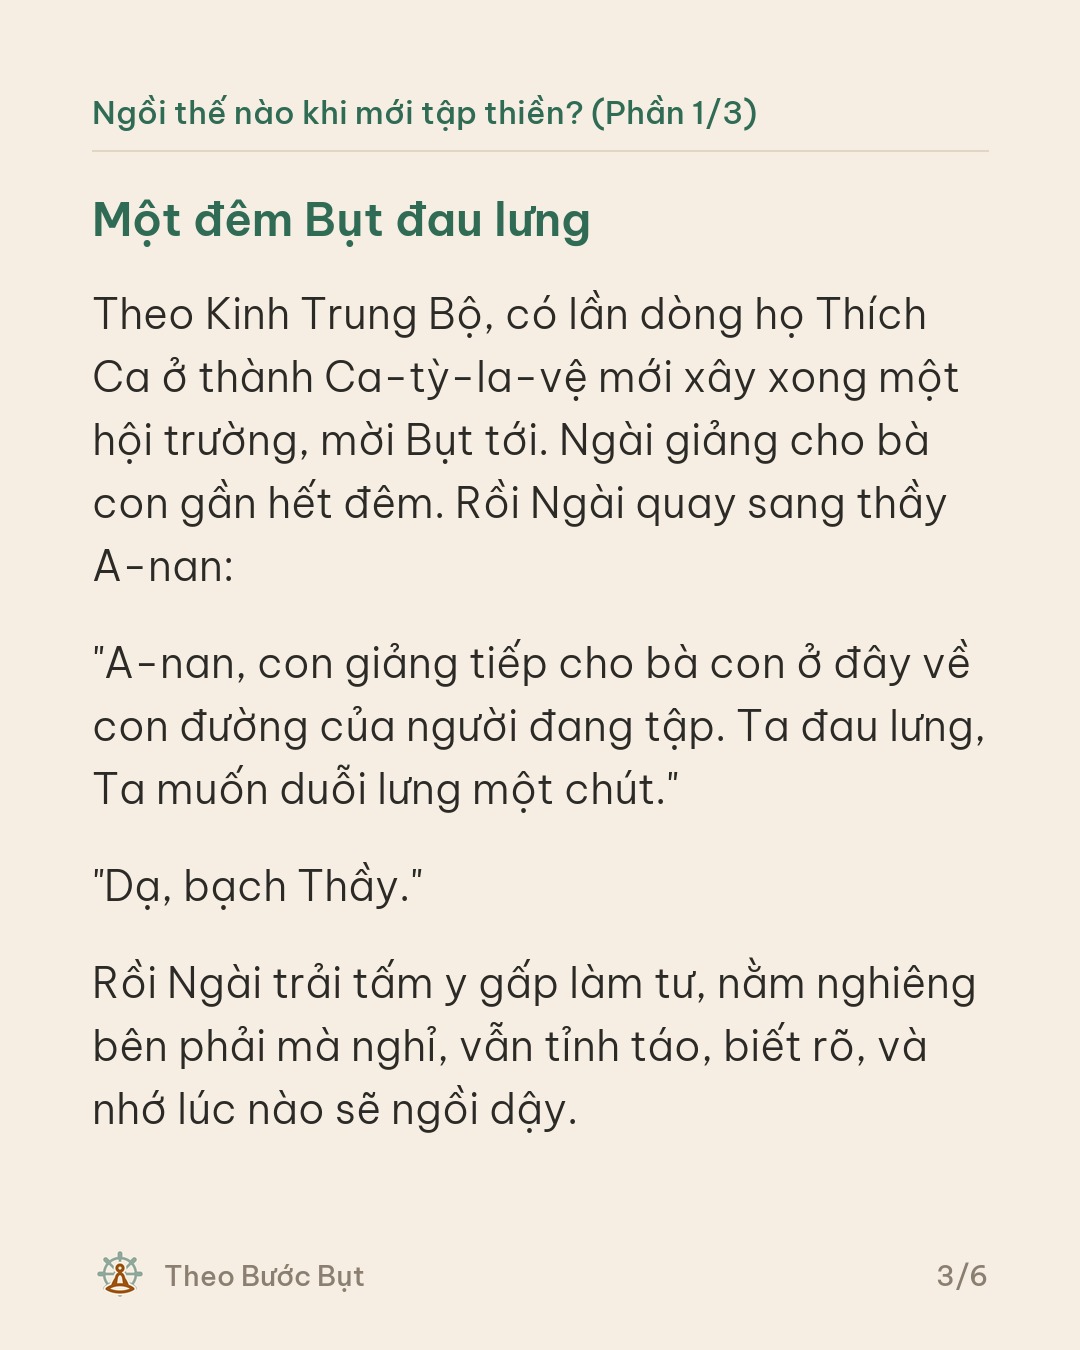 Ngồi thế nào khi mới tập thiền? (Phần 1/3)
Một đêm Bụt đau lưng
Theo Kinh Trung Bộ, có lần dòng họ Thích
Ca ở thành Ca-tỳ-la-vệ mới xây xong một
hội trường, mời Bụt tới. Ngài giảng cho bà
con gần hết đêm. Rồi Ngài quay sang thầy
A-nan:
"A-nan, con giảng tiếp cho bà con ở đây về
con đường của người đang tập. Ta đau lưng,
Ta muốn duỗi lưng một chút."
"Dạ, bạch Thầy."
Rồi Ngài trải tấm y gấp làm tư, nằm nghiêng
bên phải mà nghỉ, vẫn tỉnh táo, biết rõ, và
nhớ lúc nào sẽ ngồi dậy.
Theo Bước Bụt
3/6